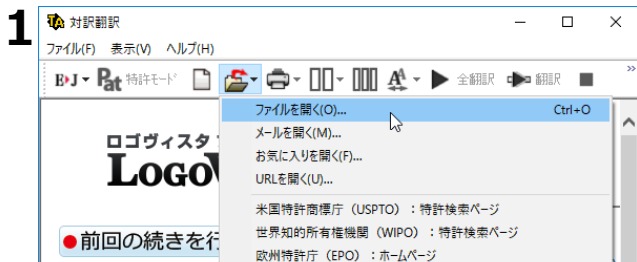 1
対訳翻訳
ファイル(F) 表示(V) ヘルプ(H)
E▸J Pat 特許モード 全翻訳 翻訳 »
ファイルを開く(O)... Ctrl+O
メールを開く(M)...
お気に入りを開く(F)...
URLを開く(U)...
米国特許商標庁（USPTO）：特許検索ページ
世界知的所有権機関（WIPO）：特許検索ページ
欧州特許庁（EPO）：ホームページ
ロゴヴィスタ
LOGO
●前回の続きを行